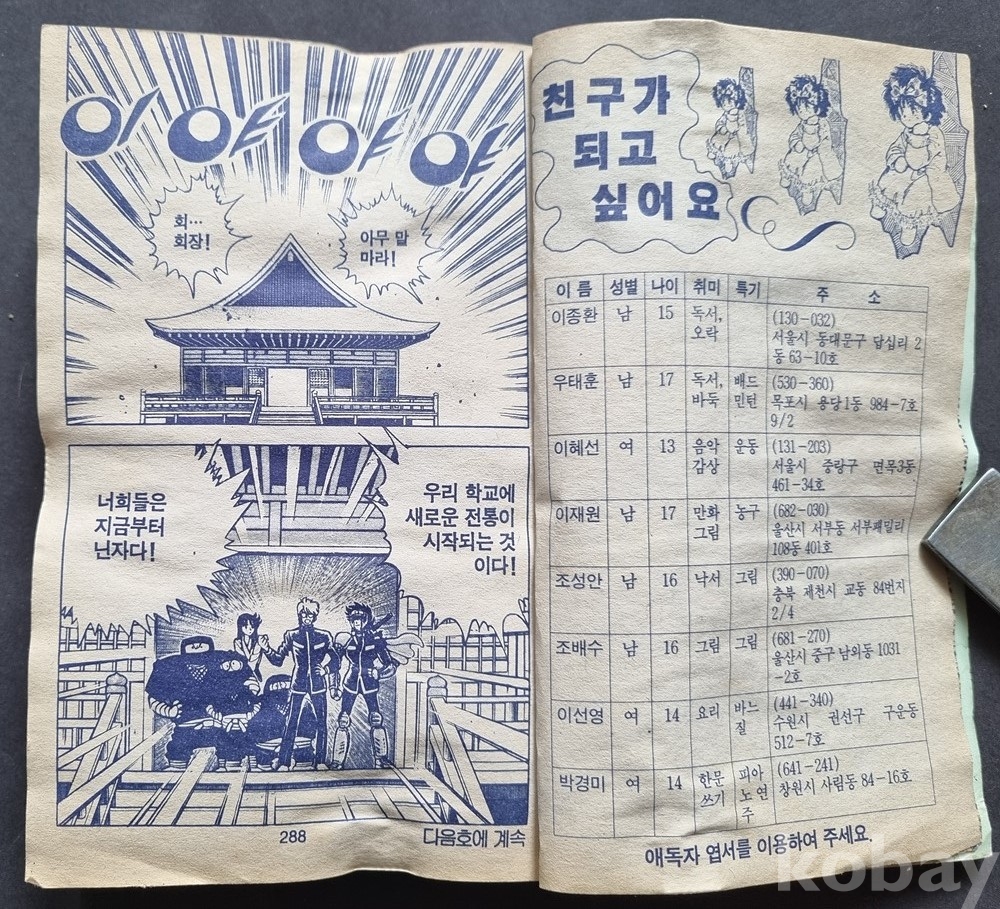 이야야야
회…
회장!
아무 말
마라!
너희들은
지금부터
닌자다!
우리 학교에
새로운 전통이
시작되는 것
이다!
288
다음호에 계속
친구가
되고
싶어요
이름 성별 나이 취미 특기 주 소
이종환 남 15 독서, 오락 (130-032)
서울시 동대문구 답십리 2
동 63-10호
우태훈 남 17 독서, 바둑 배드민턴 (530-360)
목포시 용당1동 984-7호
9/2
이혜선 여 13 음악 감상 운동 (131-203)
서울시 중랑구 면목3동
461-34호
이재원 남 17 만화 그림 농구 (682-030)
울산시 서부동 서부패밀리
108동 401호
조성안 남 16 낙서 그림 (390-070)
충북 제천시 교동 84번지
2/4
조배수 남 16 그림 그림 (681-270)
울산시 중구 남외동 1031
-2호
이선영 여 14 요리 바느질 (441-340)
수원시 권선구 구운동
512-7호
박경미 여 14 한문 쓰기 피아노 연주 (641-241)
창원시 사림동 84-16호
애독자 엽서를 이용하여 주세요.
kobay